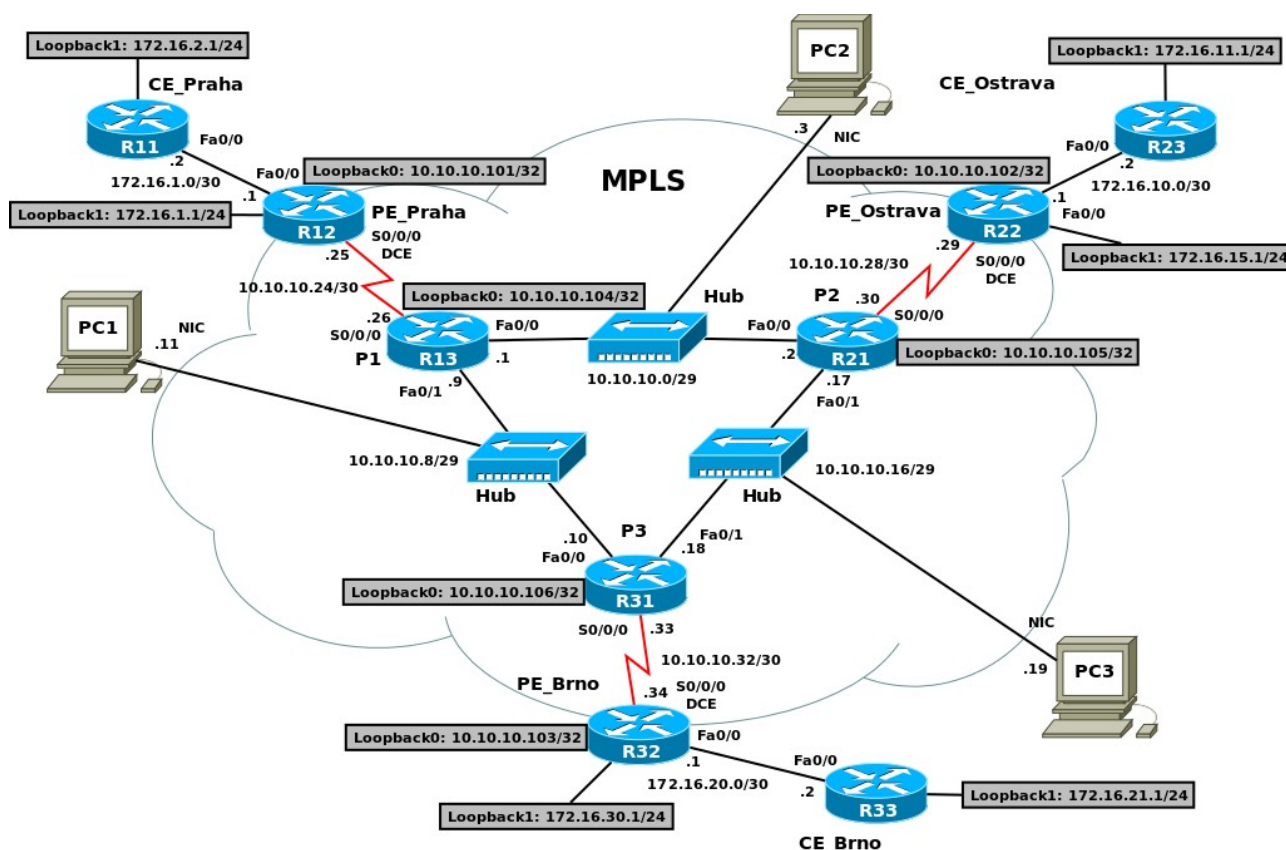 Loopback1: 172.16.2.1/24
CE_Praha
R11
Fa0/0
.2
172.16.1.0/30
Fa0/0
.1
Loopback0: 10.10.10.101/32
Loopback1: 172.16.1.1/24
R12
PE_Praha
S0/0/0
DCE
.25
10.10.10.24/30
MPLS
PC2
.3
NIC
Loopback1: 172.16.11.1/24
CE_Ostrava
R23
Fa0/0
.2
172.16.10.0/30
Loopback0: 10.10.10.102/32
PE_Ostrava
R22
.1
Fa0/0
Loopback1: 172.16.15.1/24
.29
S0/0/0
DCE
10.10.10.28/30
.30
S0/0/0
P2
PC1
NIC
.11
Loopback0: 10.10.10.104/32
.26
S0/0/0
P1
R13
Fa0/0
.1
.9
Fa0/1
Hub
10.10.10.0/29
Fa0/0
.2
R21
Loopback0: 10.10.10.105/32
.17
Fa0/1
10.10.10.8/29
Hub
10.10.10.16/29
Hub
.10
Fa0/0
P3
Fa0/1
.18
Loopback0: 10.10.10.106/32
R31
S0/0/0
.33
10.10.10.32/30
NIC
.19
PC3
PE_Brno
.34
S0/0/0
DCE
Loopback0: 10.10.10.103/32
R32
Fa0/0
.1
172.16.20.0/30
Fa0/0
.2
R33
Loopback1: 172.16.21.1/24
Loopback1: 172.16.30.1/24
CE_Brno